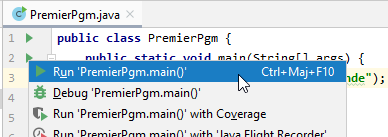 PremierPgm.java
1 public class PremierPgm {
2 public static void main(String[] args) {
3 Run 'PremierPgm.main()' Ctrl+Maj+F10 nde");
4 Debug 'PremierPgm.main()'
5 Run 'PremierPgm.main()' with Coverage
Run 'PremierPgm.main()' with 'Java Flight Recorder'